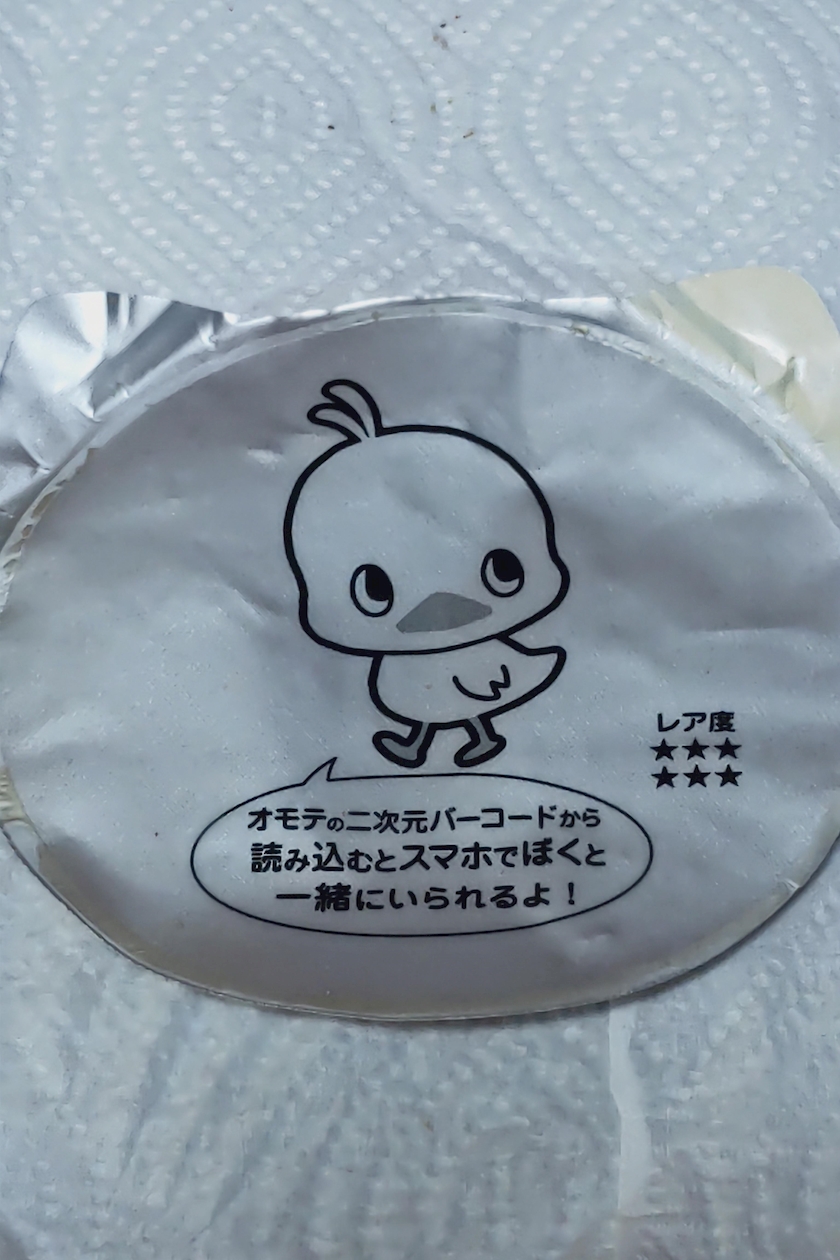 レア度
★★★
★★★
オモテの二次元バーコードから
読み込むとスマホでぼくと
一緒にいられるよ！